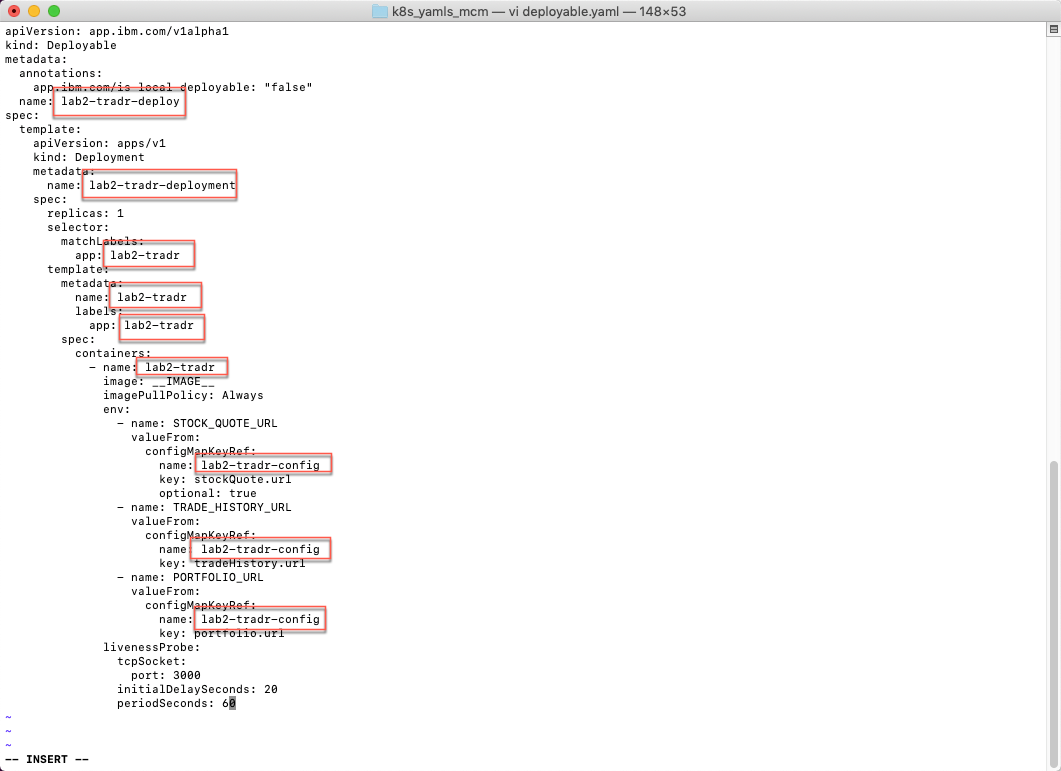 k8s_yamls_mcm — vi deployable.yaml — 148×53
apiVersion: app.ibm.com/v1alpha1
kind: Deployable
metadata:
  annotations:
    app.ibm.com/is_local_deployable: "false"
  name: lab2-tradr-deploy
spec:
  template:
    apiVersion: apps/v1
    kind: Deployment
    metadata:
      name: lab2-tradr-deployment
    spec:
      replicas: 1
      selector:
        matchLabels:
          app: lab2-tradr
      template:
        metadata:
          name: lab2-tradr
          labels:
            app: lab2-tradr
        spec:
          containers:
            - name: lab2-tradr
              image: __IMAGE__
              imagePullPolicy: Always
              env:
                - name: STOCK_QUOTE_URL
                  valueFrom:
                    configMapKeyRef:
                      name: lab2-tradr-config
                      key: stockQuote.url
                      optional: true
                - name: TRADE_HISTORY_URL
                  valueFrom:
                    configMapKeyRef:
                      name: lab2-tradr-config
                      key: tradeHistory.url
                - name: PORTFOLIO_URL
                  valueFrom:
                    configMapKeyRef:
                      name: lab2-tradr-config
                      key: portfolio.url
              livenessProbe:
                tcpSocket:
                  port: 3000
                initialDelaySeconds: 20
                periodSeconds: 60
~
~
~
-- INSERT --